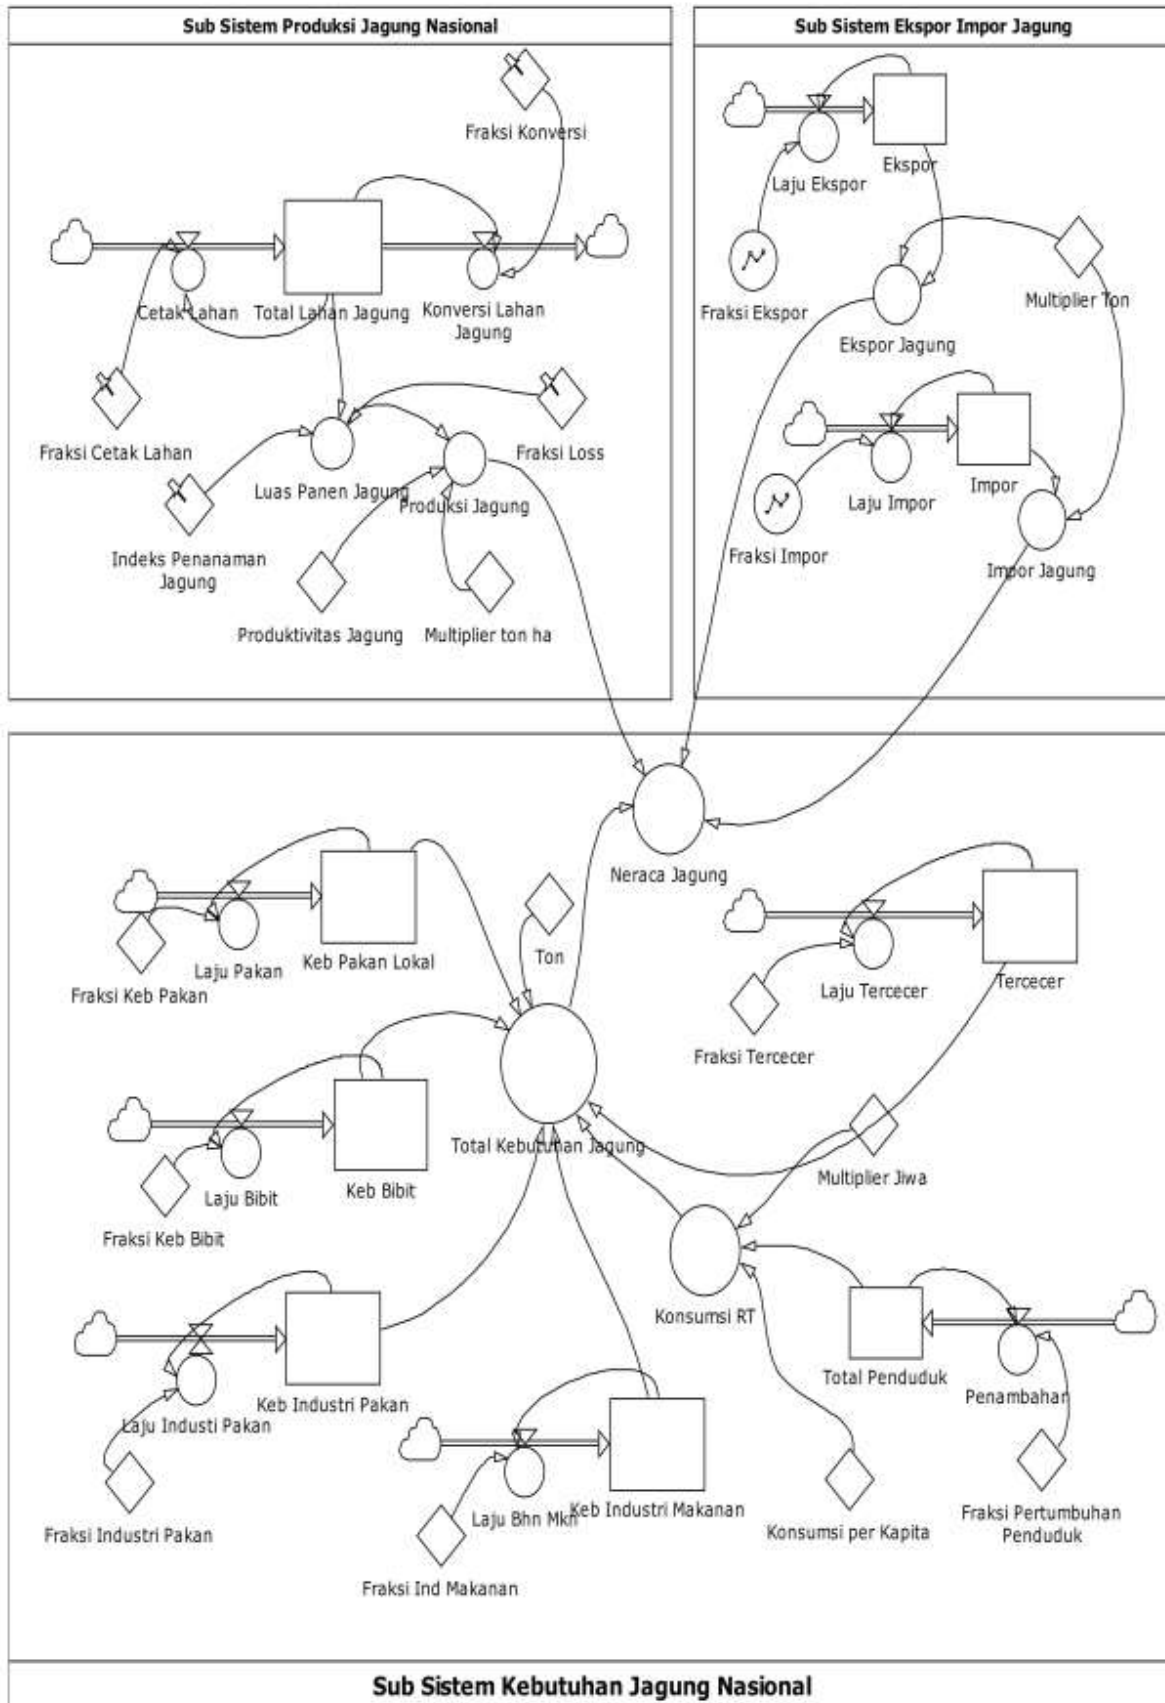 Sub Sistem Produksi Jagung Nasional
Fraksi Konversi
Cetak Lahan
Total Lahan Jagung
Konversi Lahan
Jagung
Fraksi Cetak Lahan
Fraksi Loss
Luas Panen Jagung
Produksi Jagung
Indeks Penanaman
Jagung
Produktivitas Jagung
Multiplier ton ha
Sub Sistem Ekspor Impor Jagung
Ekspor
Laju Ekspor
Fraksi Ekspor
Multiplier Ton
Ekspor Jagung
Impor
Laju Impor
Fraksi Impor
Impor Jagung
Neraca Jagung
Keb Pakan Lokal
Laju Pakan
Fraksi Keb Pakan
Ton
Tercecer
Laju Tercecer
Fraksi Tercecer
Total Kebutuhan Jagung
Keb Bibit
Laju Bibit
Fraksi Keb Bibit
Multiplier Jiwa
Konsumsi RT
Total Penduduk
Penambahan
Keb Industri Pakan
Laju Industi Pakan
Fraksi Industri Pakan
Keb Industri Makanan
Laju Bhn Mkn
Fraksi Ind Makanan
Konsumsi per Kapita
Fraksi Pertumbuhan
Penduduk
Sub Sistem Kebutuhan Jagung Nasional